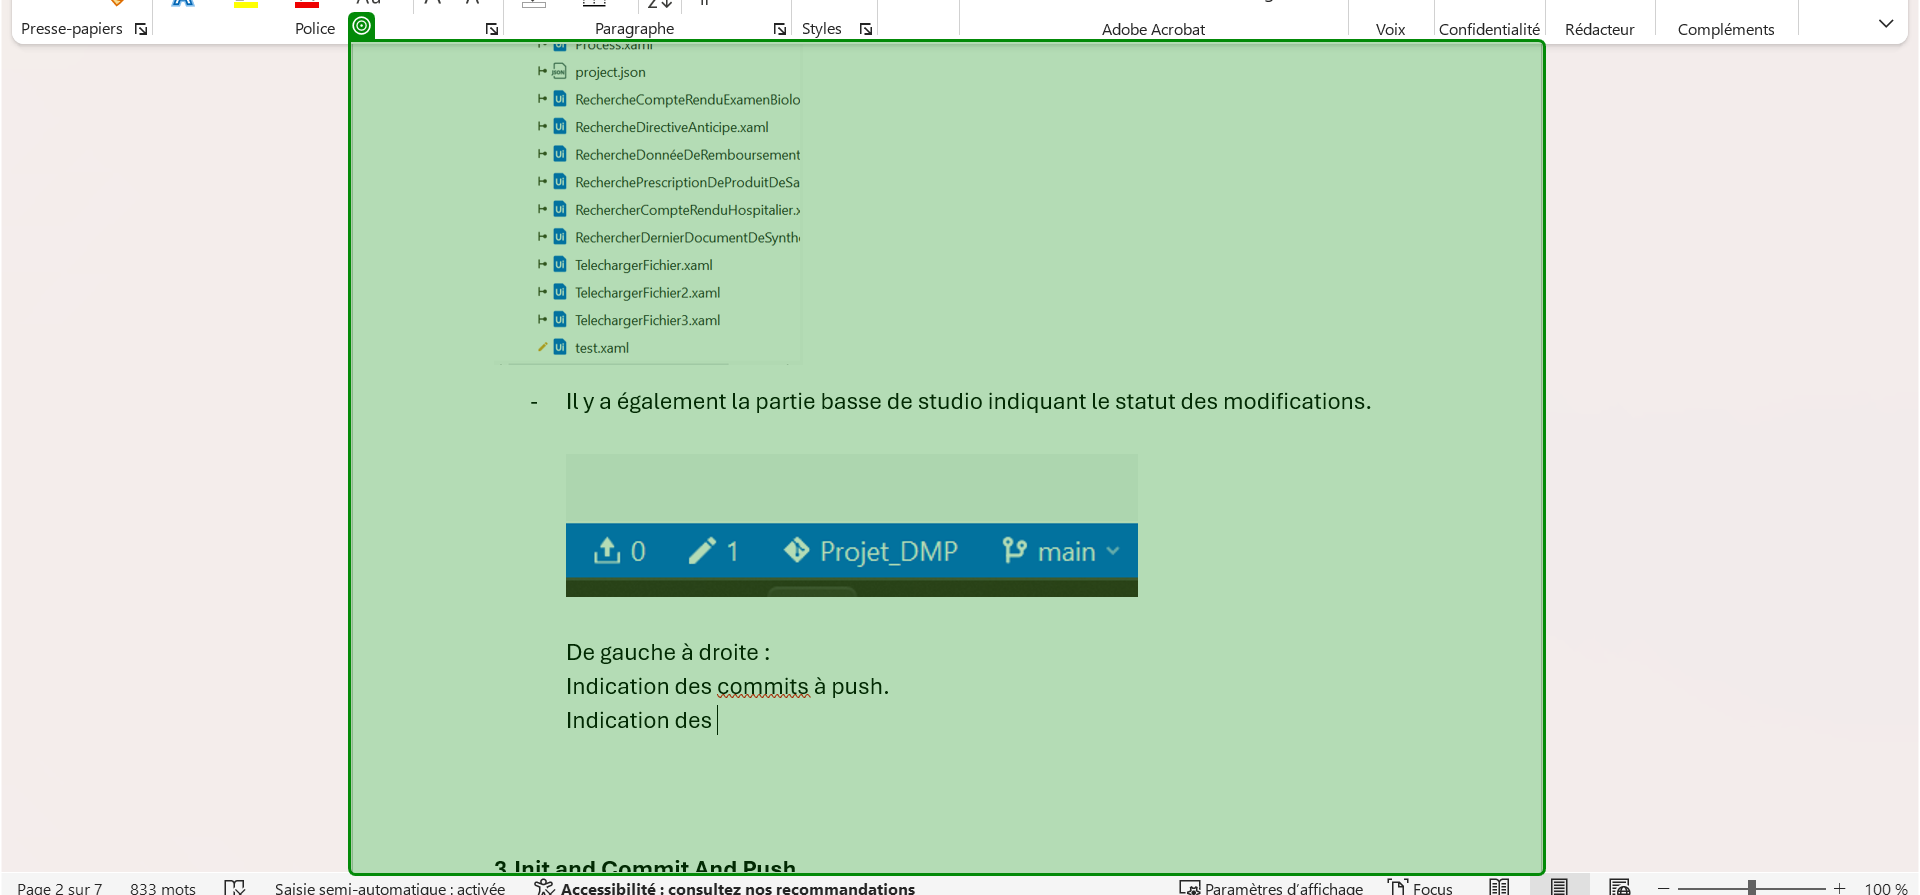 Presse-papiers
Police
Paragraphe
Styles
Adobe Acrobat
Voix
Confidentialité
Rédacteur
Compléments
Process.xaml
project.json
RechercheCompteRenduExamenBiolo
RechercheDirectiveAnticipe.xaml
RechercheDonnéeDeRemboursement
RecherchePrescriptionDeProduitDeSa
RechercherCompteRenduHospitalier.x
RechercherDernierDocumentDeSynth
TelechargerFichier.xaml
TelechargerFichier2.xaml
TelechargerFichier3.xaml
test.xaml
- Il y a également la partie basse de studio indiquant le statut des modifications.
0 1 Projet_DMP main
De gauche à droite :
Indication des commits à push.
Indication des
3 Init and Commit And Push
Page 2 sur 7 833 mots Saisie semi-automatique : activée Accessibilité : consultez nos recommandations Paramètres d'affichage Focus 100 %